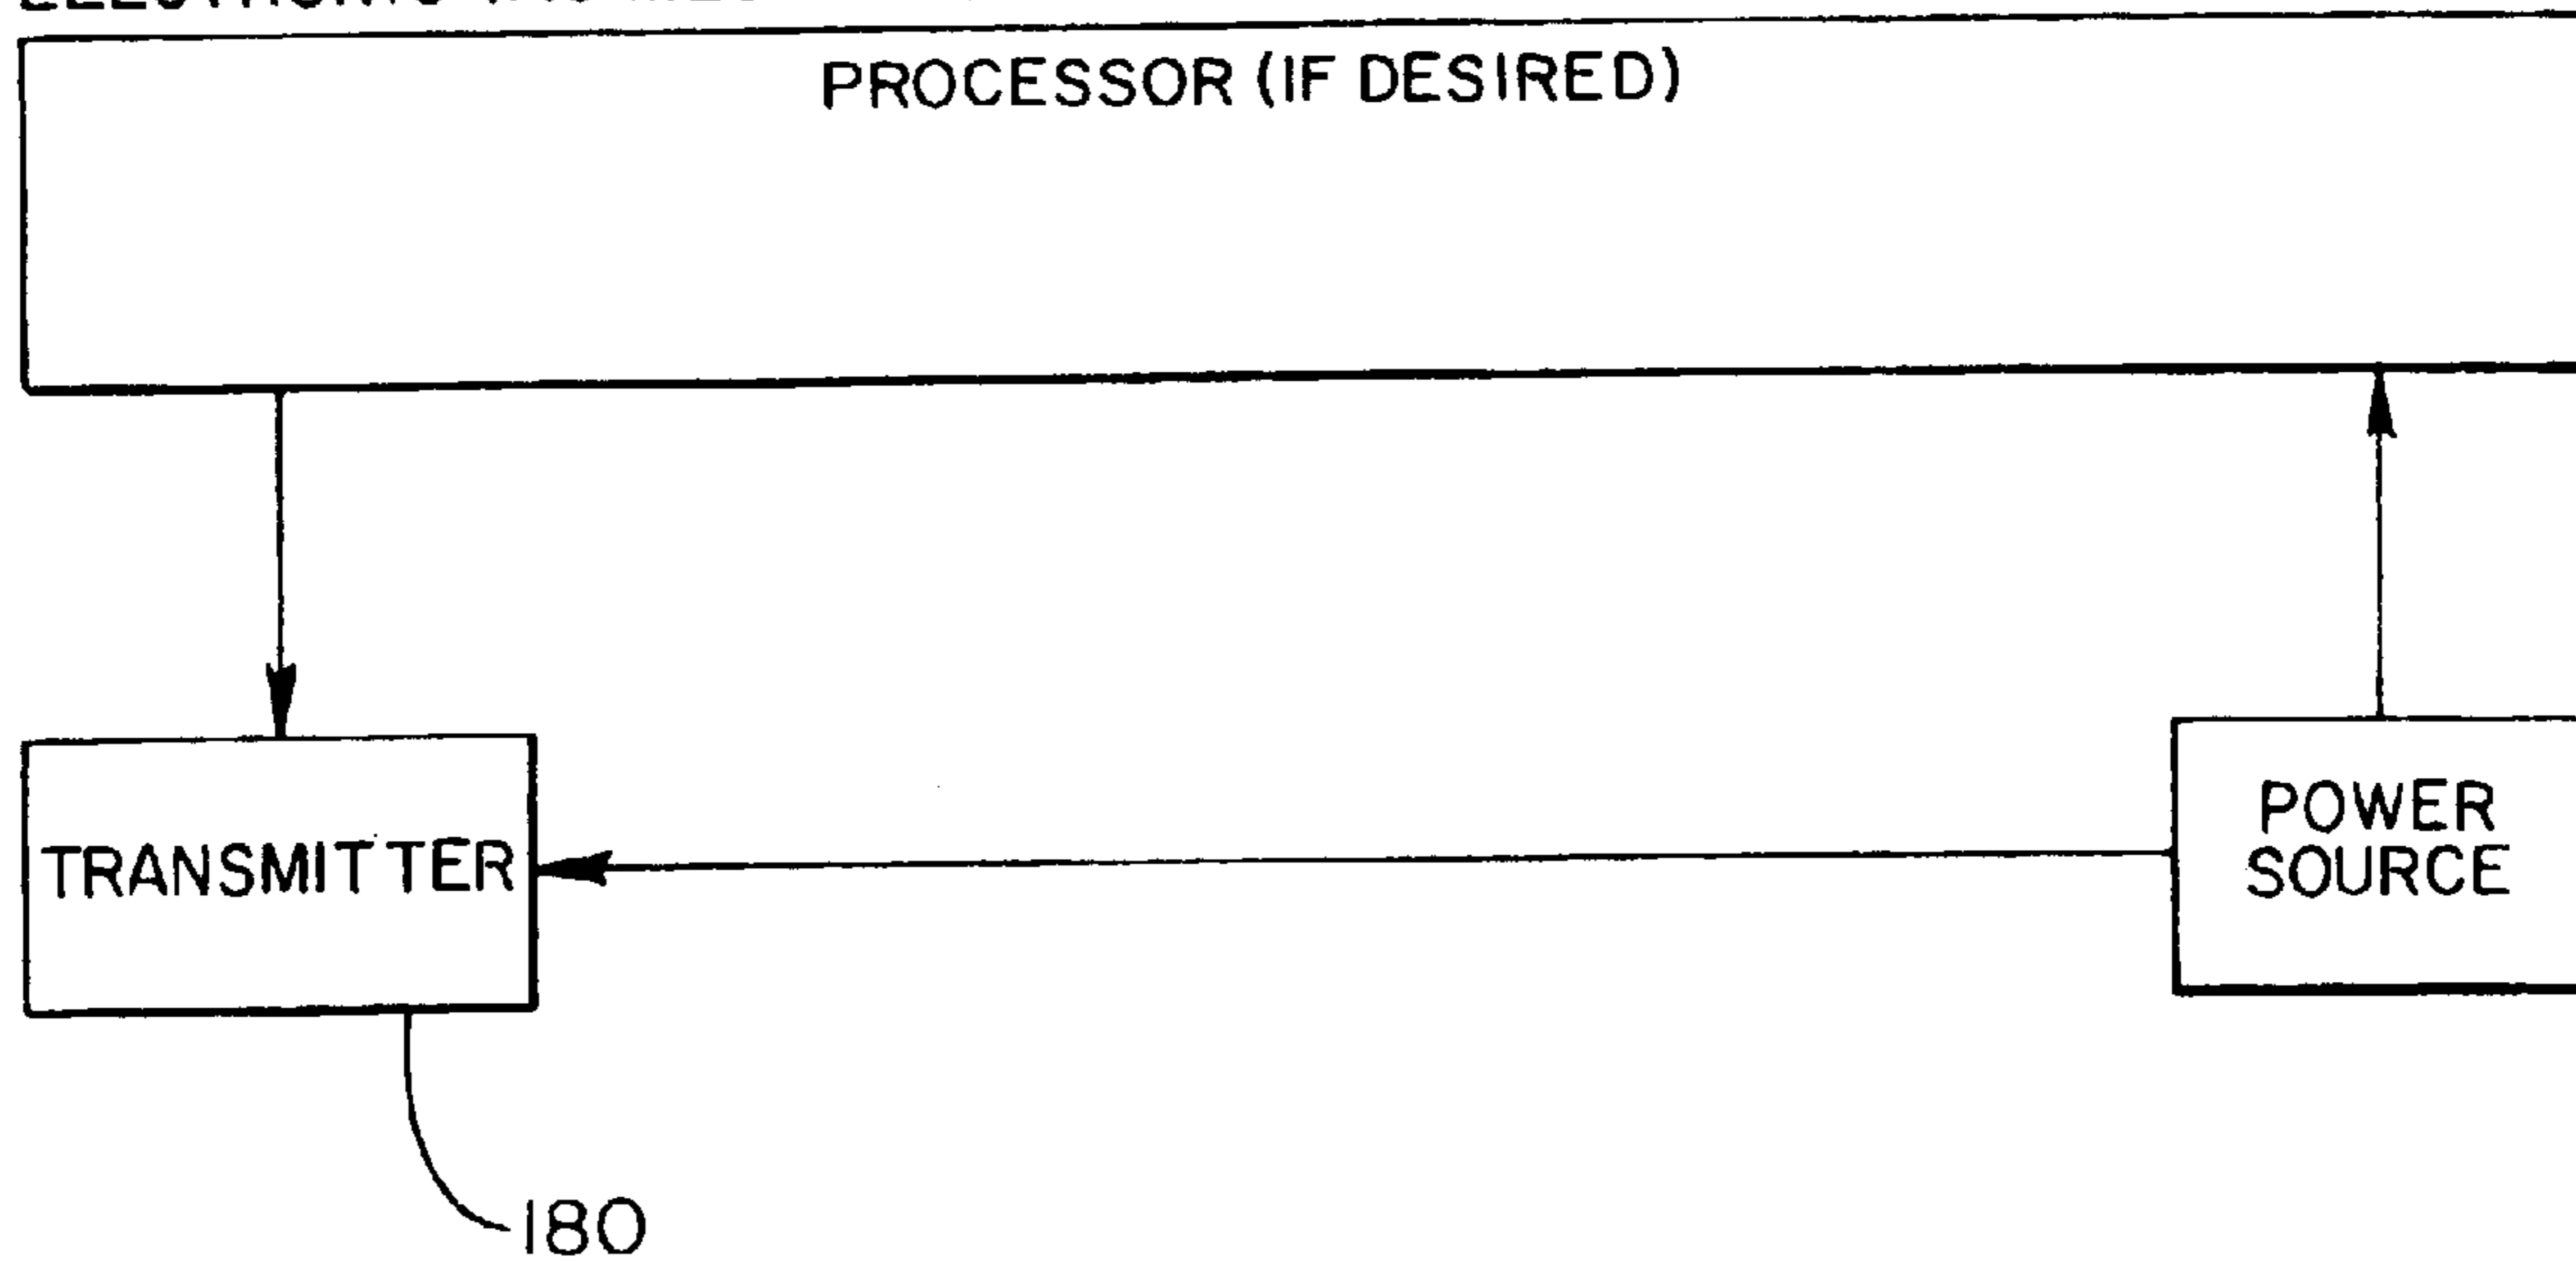 PROCESSOR (IF DESIRED)
TRANSMITTER
POWER
SOURCE
180